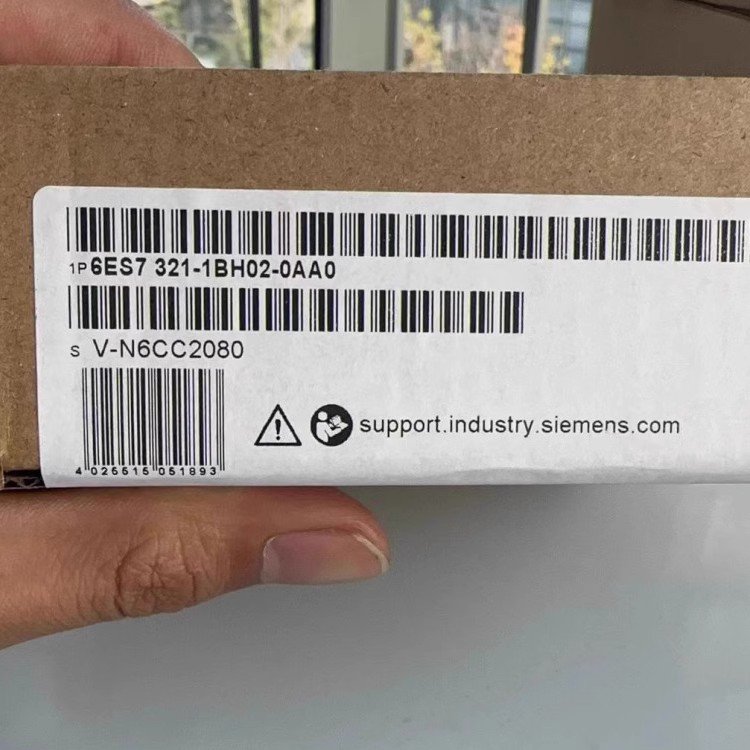 1P 6ES7 321-1BH02-0AA0
S V-N6CC2080
support.industry.siemens.com
4 025515 051893